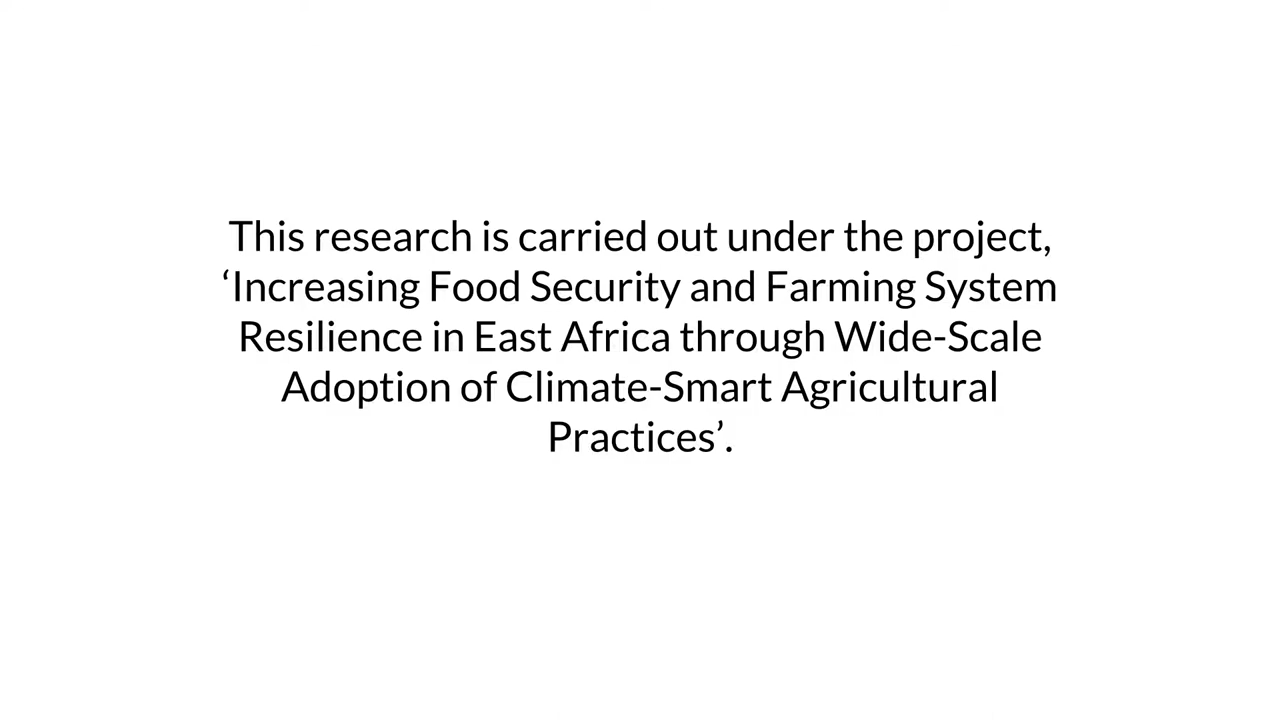 This research is carried out under the project,
‘Increasing Food Security and Farming System
Resilience in East Africa through Wide-Scale
Adoption of Climate-Smart Agricultural
Practices’.